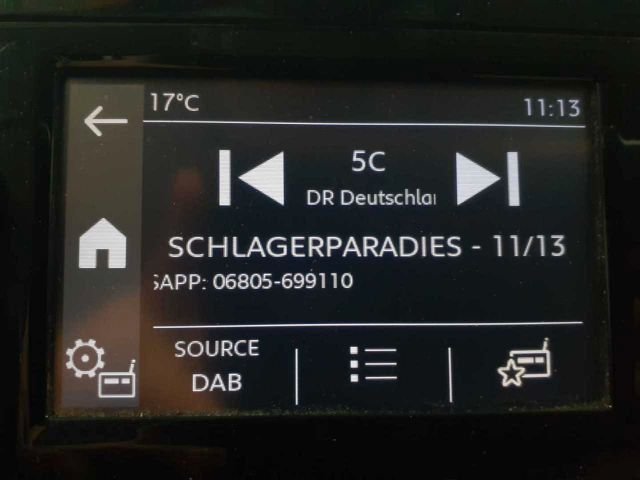 17°C
11:13
5C
DR Deutschla
SCHLAGERPARADIES - 11/13
SAPP: 06805-699110
SOURCE
DAB